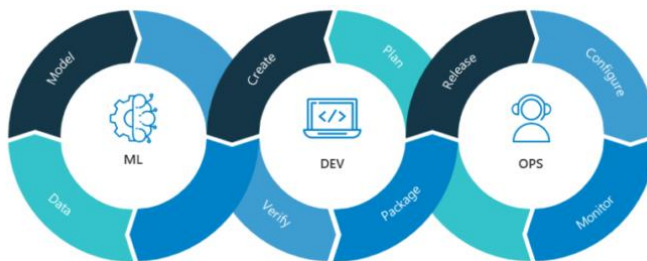 Model
Create
Plan
Release
Configure
</>
ML
DEV
OPS
Data
Verify
Package
Monitor